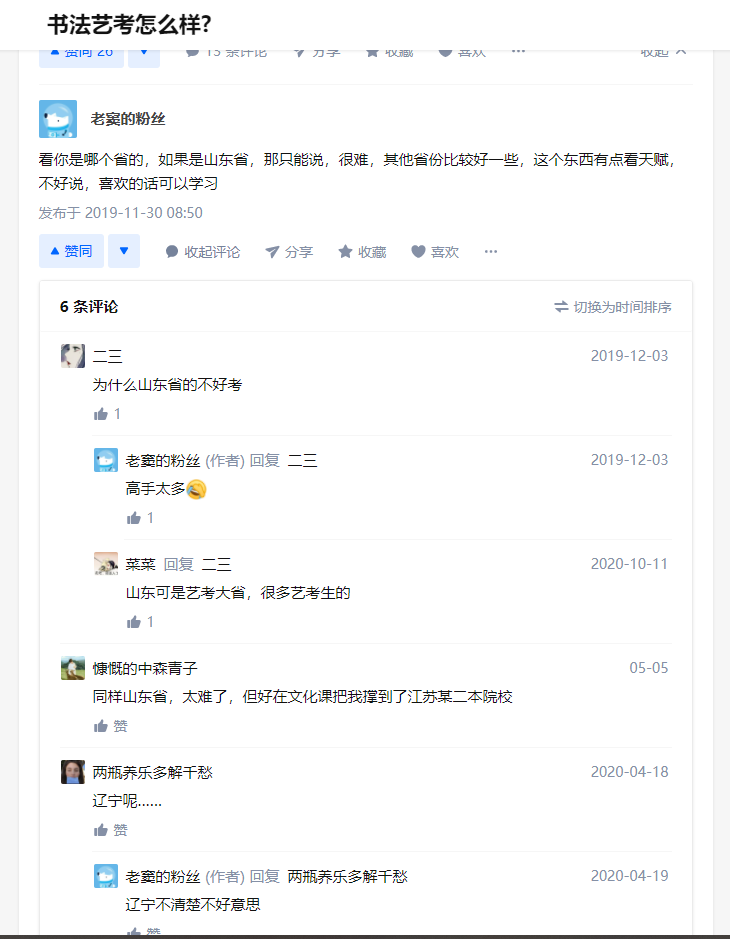 书法艺考怎么样?
赞同 26 13 条评论 分享 收藏 喜欢 ··· 收起
老窦的粉丝
看你是哪个省的，如果是山东省，那只能说，很难，其他省份比较好一些，这个东西有点看天赋，
不好说，喜欢的话可以学习
发布于 2019-11-30 08:50
赞同 收起评论 分享 收藏 喜欢 ···
6 条评论 切换为时间排序
二三 2019-12-03
为什么山东省的不好考
1
老窦的粉丝 (作者) 回复 二三 2019-12-03
高手太多🤣
1
菜菜 回复 二三 2020-10-11
山东可是艺考大省，很多艺考生的
1
慷慨的中森青子 05-05
同样山东省，太难了，但好在文化课把我撑到了江苏某二本院校
赞
两瓶养乐多解千愁 2020-04-18
辽宁呢......
赞
老窦的粉丝 (作者) 回复 两瓶养乐多解千愁 2020-04-19
辽宁不清楚不好意思
赞